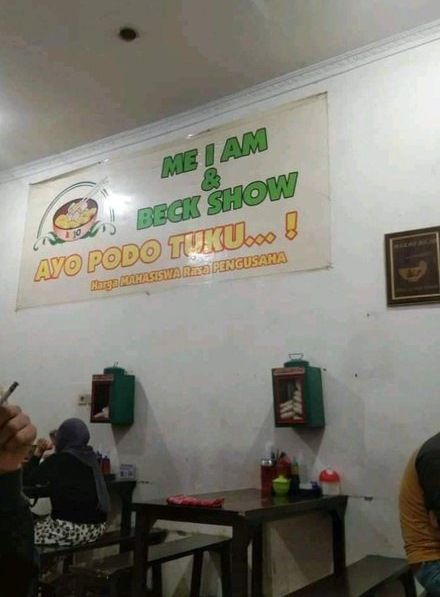 ME I AM
&
BECK SHOW
AYO PODO TUKU... !
Harga MAHASISWA Rasa PENGUSAHA